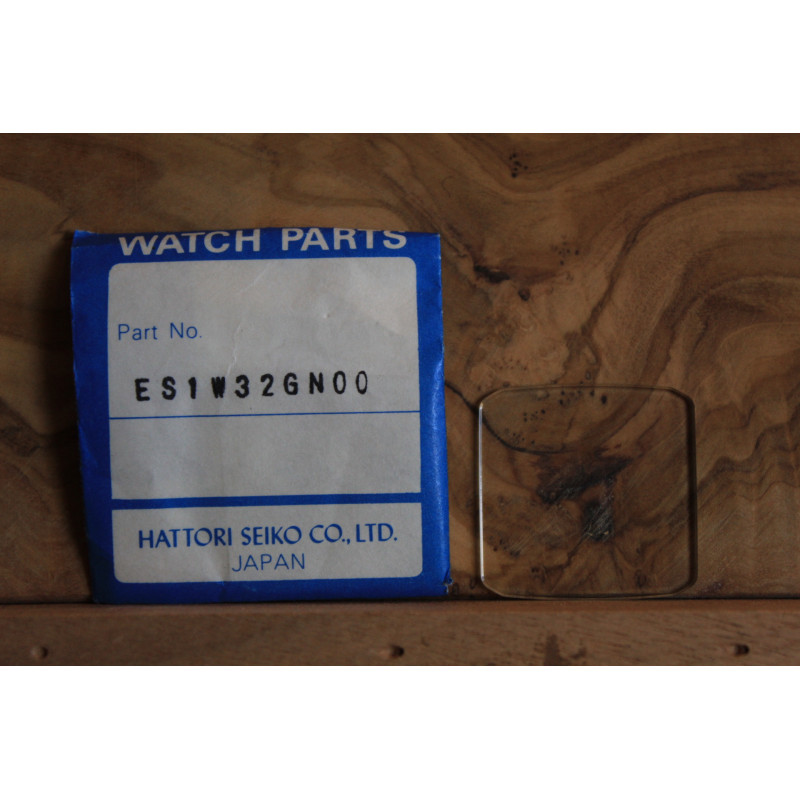 WATCH PARTS
Part No.
ES1W32GN00
HATTORI SEIKO CO., LTD.
JAPAN